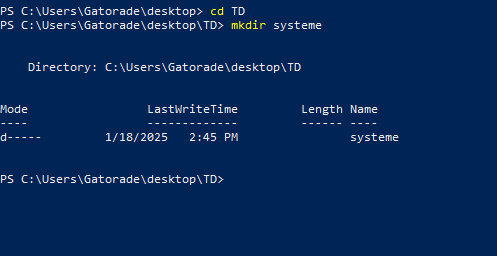 PS C:\Users\Gatorade\desktop> cd TD
PS C:\Users\Gatorade\desktop\TD> mkdir systeme
Directory: C:\Users\Gatorade\desktop\TD
Mode                LastWriteTime         Length Name
----                -------------         ------ ----
d-----        1/18/2025   2:45 PM                systeme
PS C:\Users\Gatorade\desktop\TD>